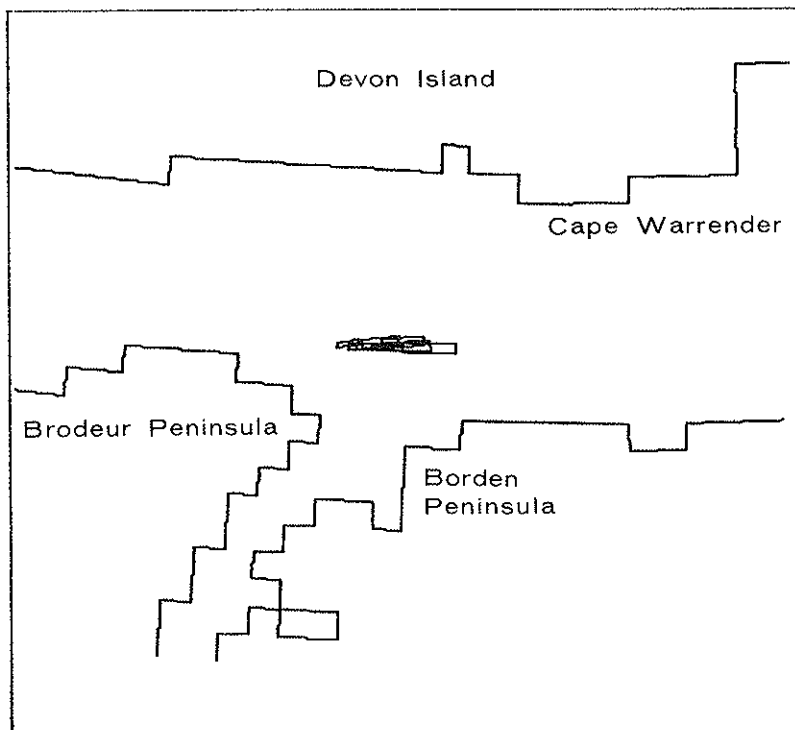 Devon Island
Cape Warrender
Brodeur Peninsula
Borden
Peninsula